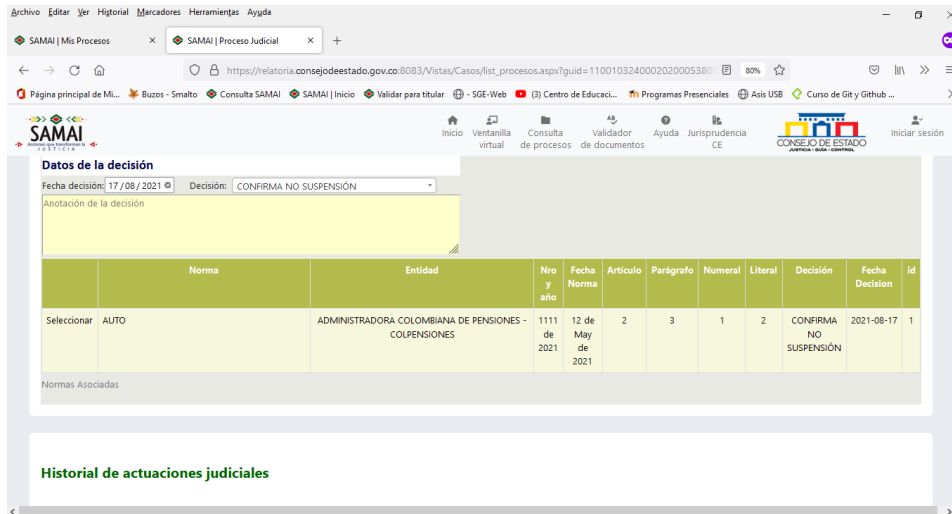 Archivo Editar Ver Historial Marcadores Herramientas Ayuda
SAMAI | Mis Procesos
SAMAI | Proceso Judicial
https://relatoria.consejodeestado.gov.co:8083/Vistas/Casos/list_procesos.aspx?guid=11001032400020200005380
80%
Página principal de Mi...
Buzos - Smalto
Consulta SAMAI
SAMAI | Inicio
Validar para titular
- SGE-Web
(3) Centro de Educaci...
Programas Presenciales
Asis USB
Curso de Git y Github ...
SAMAI
Acciones que transforman la
JUSTICIA
Inicio
Ventanilla virtual
Consulta de procesos
Validador de documentos
Ayuda
Jurisprudencia CE
CONSEJO DE ESTADO
JUSTICIA - GUÍA - CONTROL
Iniciar sesión
Datos de la decisión
Fecha decisión: 17/08/2021 Decisión: CONFIRMA NO SUSPENSIÓN
Anotación de la decisión
Norma Entidad Nro y año Fecha Norma Artículo Parágrafo Numeral Literal Decisión Fecha Decision id
Seleccionar AUTO ADMINISTRADORA COLOMBIANA DE PENSIONES - COLPENSIONES 1111 de 2021 12 de May de 2021 2 3 1 2 CONFIRMA NO SUSPENSIÓN 2021-08-17 1
Normas Asociadas
Historial de actuaciones judiciales